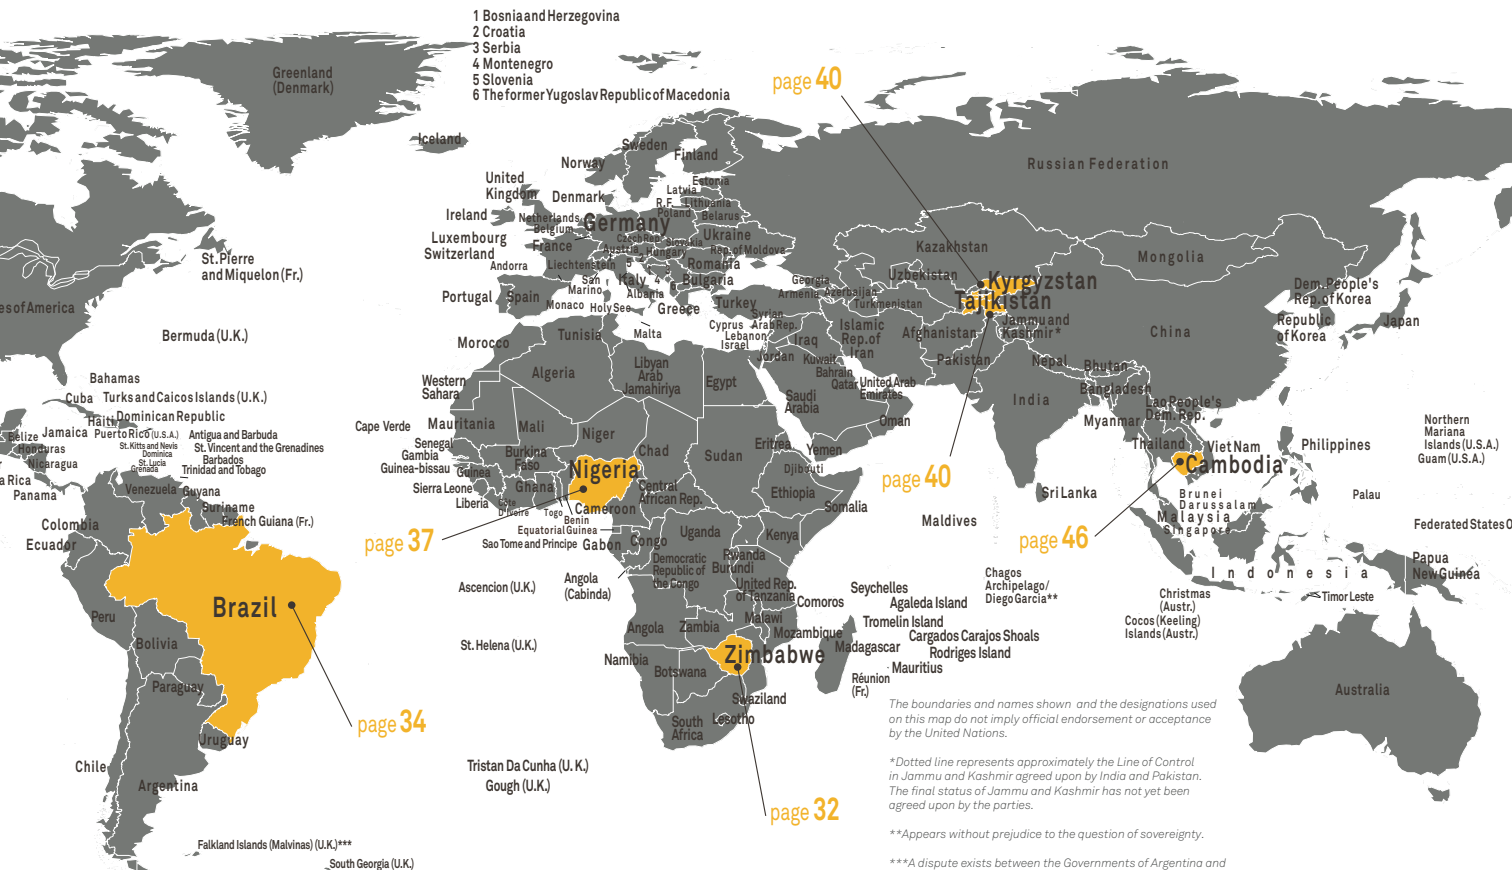 1 Bosnia and Herzegovina
2 Croatia
3 Serbia
4 Montenegro
5 Slovenia
6 The former Yugoslav Republic of Macedonia
page 40
Greenland
(Denmark)
Iceland
Sweden
Finland
Norway
Russian Federation
United
Kingdom
Denmark
Estonia
Latvia
Lithuania
R.F.
Ireland
Netherlands
Belgium
Germany
Poland
Belarus
Luxembourg
Switzerland
France
Czech Rep.
Slovakia
Ukraine
Austria
Hungary
Rep. of Moldova
Kazakhstan
Mongolia
St. Pierre
and Miquelon (Fr.)
Andorra
Liechtenstein
5
Romania
San
Marino
Italy
4
6
Bulgaria
Georgia
Uzbekistan
Kyrgyzstan
Dem. People's
Rep. of Korea
Portugal
Spain
Monaco
Holy See
Albania
Greece
Turkey
Armenia
Azerbaijan
Turkmenistan
Tajikistan
es of America
Bermuda (U.K.)
Morocco
Tunisia
Malta
Cyprus
Syrian
Arab Rep.
Lebanon
Israel
Iraq
Islamic
Rep. of
Iran
Afghanistan
Jammu and
Kashmir*
China
Republic
of Korea
Japan
Jordan
Kuwait
Pakistan
Nepal
Bhutan
Algeria
Libyan
Arab
Jamahiriya
Egypt
Bahrain
Qatar
United Arab
Emirates
Bangladesh
Bahamas
Western
Sahara
Saudi
Arabia
India
Lao People's
Dem. Rep.
Cuba
Turks and Caicos Islands (U.K.)
Haiti
Dominican Republic
Oman
Myanmar
Northern
Mariana
Islands (U.S.A.)
Guam (U.S.A.)
Belize
Jamaica
Puerto Rico (U.S.A.)
Antigua and Barbuda
Cape Verde
Mauritania
Mali
Niger
Chad
Sudan
Eritrea
Yemen
Thailand
Viet Nam
Philippines
Honduras
St. Kitts and Nevis
St. Vincent and the Grenadines
Dominica
Barbados
St. Lucia
Nicaragua
Grenada
Trinidad and Tobago
Senegal
Gambia
Guinea-bissau
Guinea
Burkina
Faso
Nigeria
Djibouti
Cambodia
page 40
a Rica
Panama
Venezuela
Guyana
Sierra Leone
Liberia
Côte
D'Ivoire
Ghana
Togo
Benin
Central
African Rep.
Ethiopia
Somalia
Sri Lanka
Brunei
Darussalam
Palau
Suriname
French Guiana (Fr.)
Colombia
Cameroon
Maldives
Malaysia
Singapore
Federated States O
Ecuador
page 37
Equatorial Guinea
Sao Tome and Principe
Gabon
Congo
Uganda
Kenya
page 46
Democratic
Republic of
the Congo
Rwanda
Burundi
Papua
New Guinea
Ascencion (U.K.)
Angola
(Cabinda)
United Rep.
of Tanzania
Seychelles
Chagos
Archipelago/
Diego Garcia**
Indonesia
Christmas
(Austr.)
Timor Leste
Brazil
Peru
Comoros
Agaleda Island
Malawi
Tromelin Island
Cocos (Keeling)
Islands (Austr.)
Bolivia
St. Helena (U.K.)
Angola
Zambia
Mozambique
Cargados Carajos Shoals
Madagascar
Rodriges Island
Namibia
Zimbabwe
Mauritius
Botswana
Réunion
(Fr.)
Paraguay
Swaziland
Australia
page 34
South
Africa
Lesotho
The boundaries and names shown and the designations used
on this map do not imply official endorsement or acceptance
by the United Nations.
Uruguay
Chile
Tristan Da Cunha (U. K.)
Gough (U.K.)
*Dotted line represents approximately the Line of Control
in Jammu and Kashmir agreed upon by India and Pakistan.
The final status of Jammu and Kashmir has not yet been
agreed upon by the parties.
Argentina
page 32
**Appears without prejudice to the question of sovereignty.
Falkland Islands (Malvinas) (U.K.)***
South Georgia (U.K.)
***A dispute exists between the Governments of Argentina and